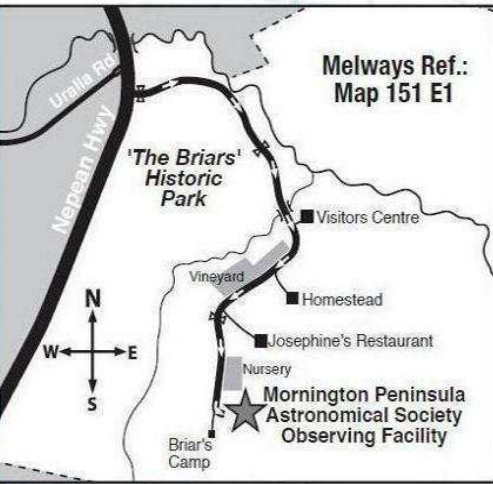 Melways Ref.:
Map 151 E1
Uralla Rd
Nepean Hwy
'The Briars'
Historic
Park
Visitors Centre
Vineyard
Homestead
N
W E
S
Josephine's Restaurant
Nursery
Mornington Peninsula
Astronomical Society
Observing Facility
Briar's
Camp